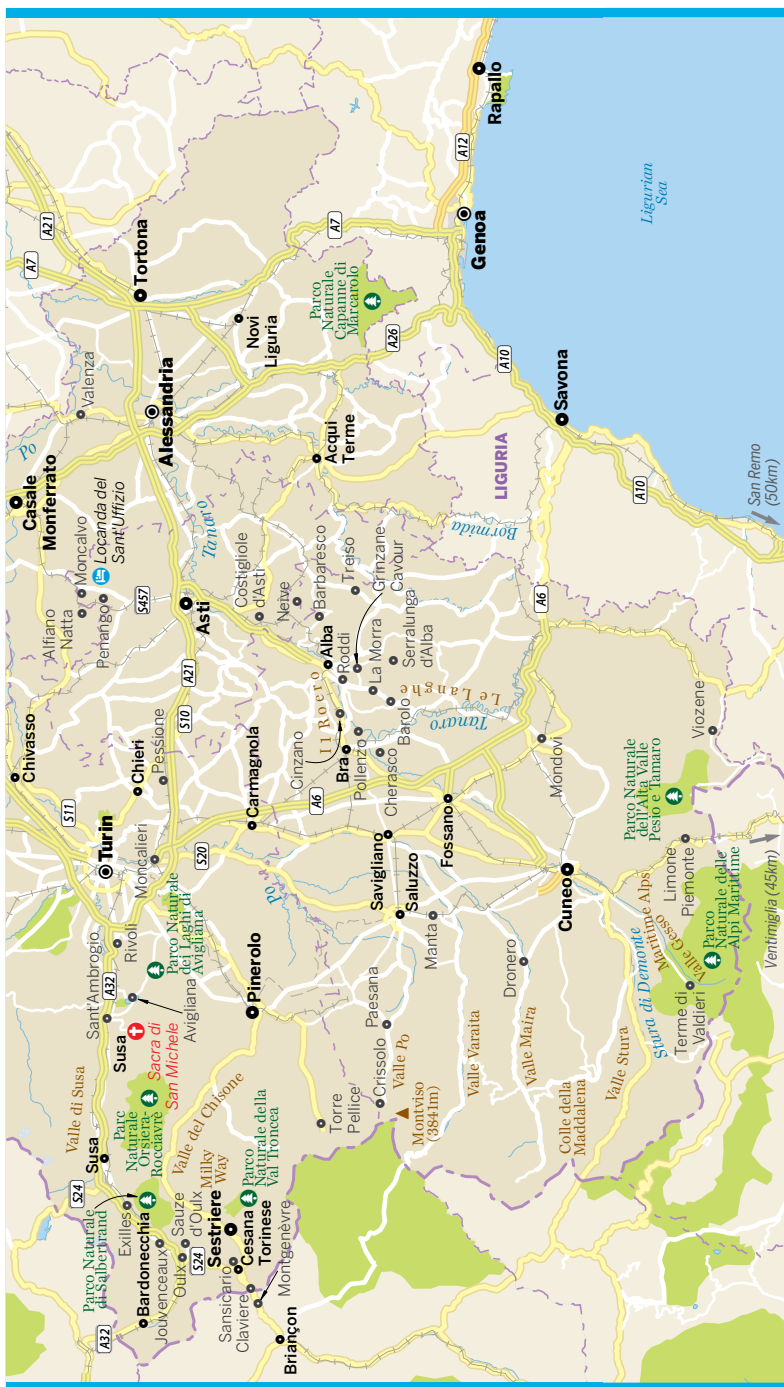 A32
S24
Parco Naturale
di Salbertrand
Exilles
Bardonecchia
Jouvenceaux
Oulx
Sauze
d'Oulx
S24
Sestriere
Cesana
Torinese
Sansicario
Claviere
Montgenèvre
Briançon
Milky
Way
Parco
Naturale della
Val Troncea
Susa
Valle di Susa
Parc
Naturale
Orsiera-
Rocciavrè
Valle del Chisone
Susa
Sacra di
San Michele
Sant'Ambrogio
A32
Avigliana
Rivoli
Parco Naturale
dei Laghi di
Avigliana
Pinerolo
Torre
Pellice
Turin
Moncalieri
S11
Chivasso
Chieri
Pessione
S10
A21
S20
Carmagnola
A6
Po
Crissolo
Paesana
Valle Po
Montviso
(3841m)
Valle Varaita
Valle Maira
Colle della
Maddalena
Valle Stura
Savigliano
Saluzzo
Manta
Dronero
Fossano
Cuneo
Mondovi
Stura di Demonte
Maritime Alps
Valle Gesso
Terme di
Valdieri
Limone
Piemonte
Parco
Naturale delle
Alpi Marittime
Ventimiglia (45km)
Parco Naturale
dell'Alta Valle
Pesio e Tamaro
Viozene
Alfiano
Natta
Moncalvo
Penango
Locanda del
Sant'Uffizio
Casale
Monferrato
Po
Valenza
S457
Asti
Tanaro
Alessandria
Tortona
A7
A21
Novi
Liguria
Costigliole
d'Asti
Neive
Barbaresco
Treiso
Grinzane
Cavour
Alba
Roddi
La Morra
Serralunga
d'Alba
Il Roero
Cinzano
Bra
Pollenzo
Cherasco
Barolo
Le Langhe
Tanaro
Acqui
Terme
Bormida
LIGURIA
A6
Parco
Naturale
Capanne di
Marcarolo
A26
A7
A12
Genoa
Rapallo
A10
Savona
A10
San Remo
(50km)
Ligurian
Sea